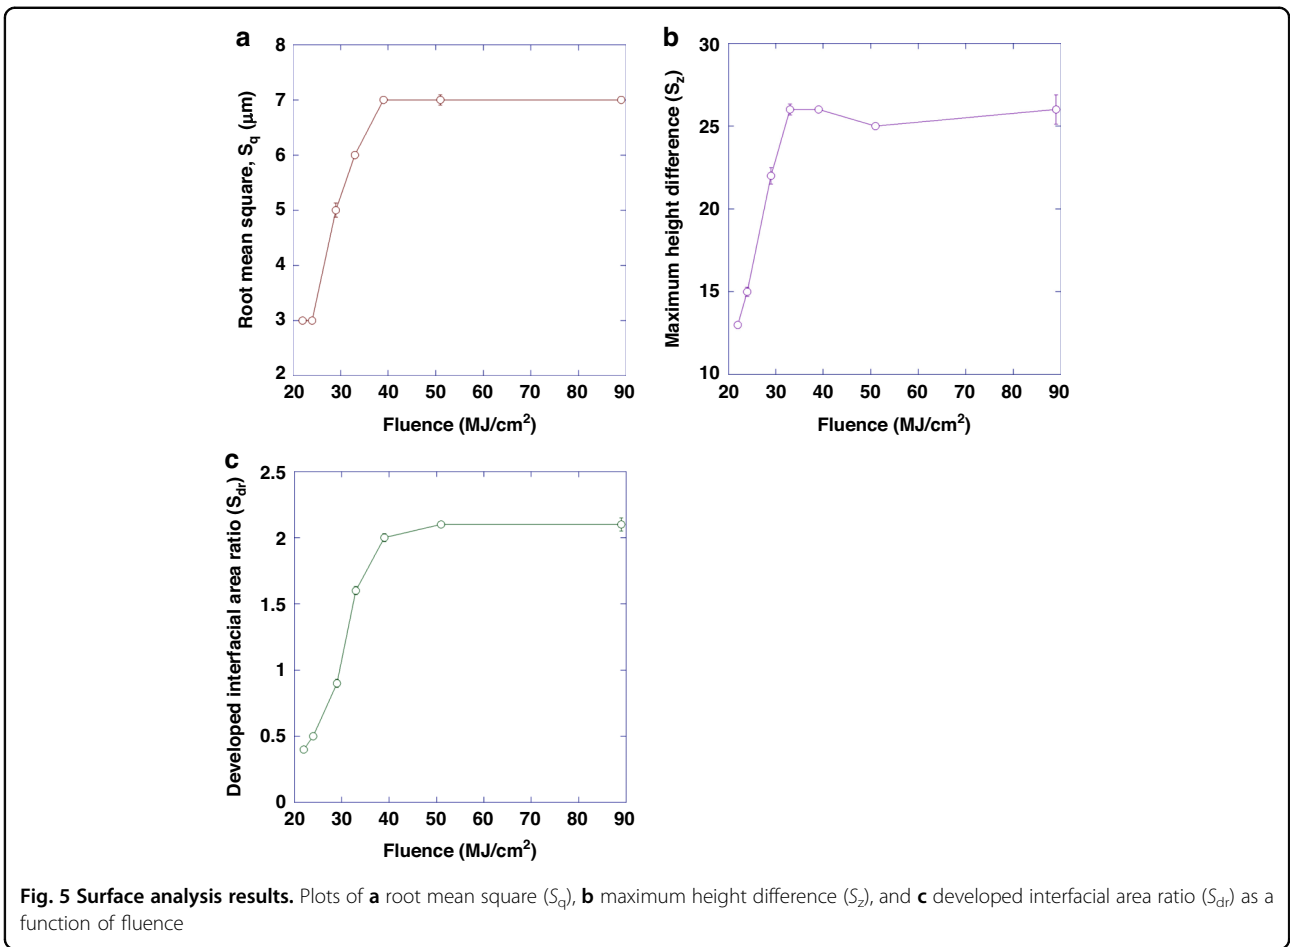 a
8
7
6
5
4
3
2
Root mean square, Sq (μm)
20 30 40 50 60 70 80 90
Fluence (MJ/cm²)
b
30
25
20
15
10
Maximum height difference (Sz)
20 30 40 50 60 70 80 90
Fluence (MJ/cm²)
c
2.5
2
1.5
1
0.5
0
Developed interfacial area ratio (Sdr)
20 30 40 50 60 70 80 90
Fluence (MJ/cm²)
Fig. 5 Surface analysis results. Plots of a root mean square (Sq), b maximum height difference (Sz), and c developed interfacial area ratio (Sdr) as a
function of fluence